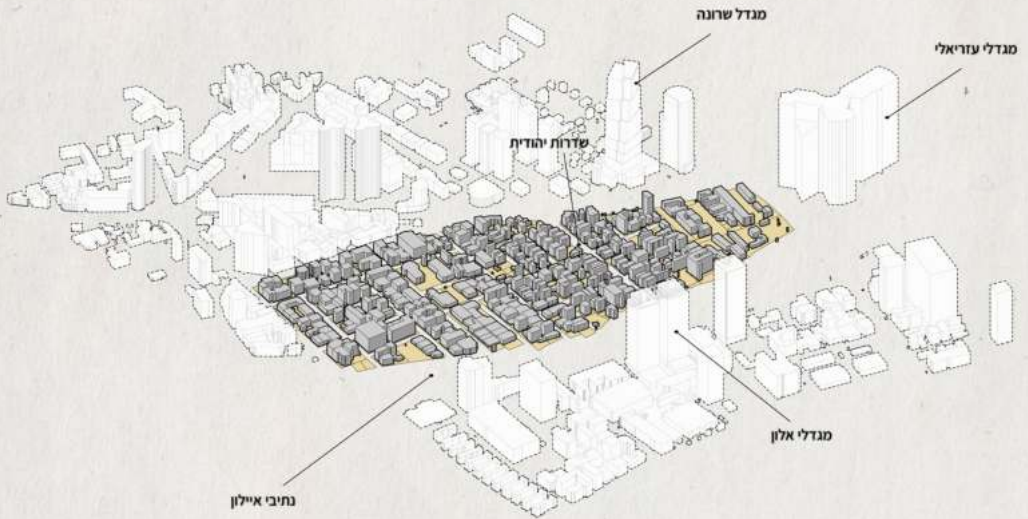 מגדל שרונה
מגדלי עזריאלי
שדרות יהודית
מגדלי אלון
נתיבי איילון